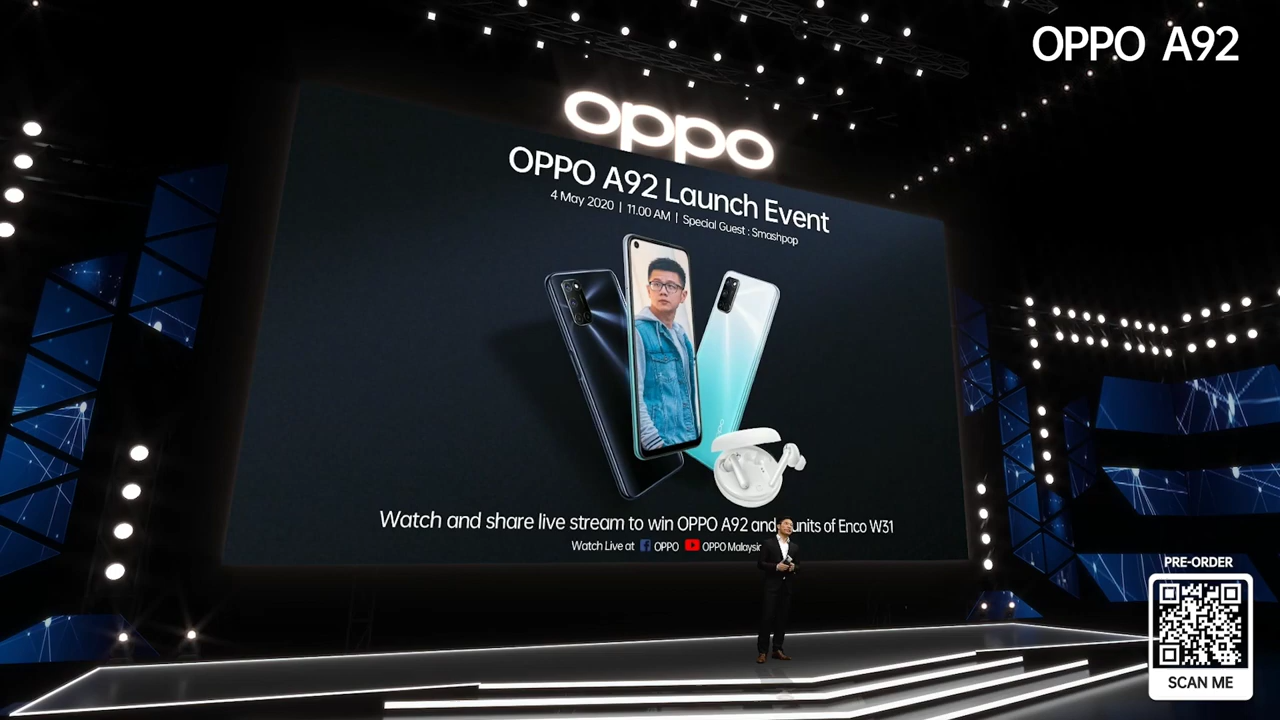 OPPO A92
oppo
OPPO A92 Launch Event
4 May 2020 | 11.00 AM | Special Guest : Smashpop
Watch and share live stream to win OPPO A92 and units of Enco W31
Watch Live at OPPO OPPO Malaysia
PRE-ORDER
SCAN ME